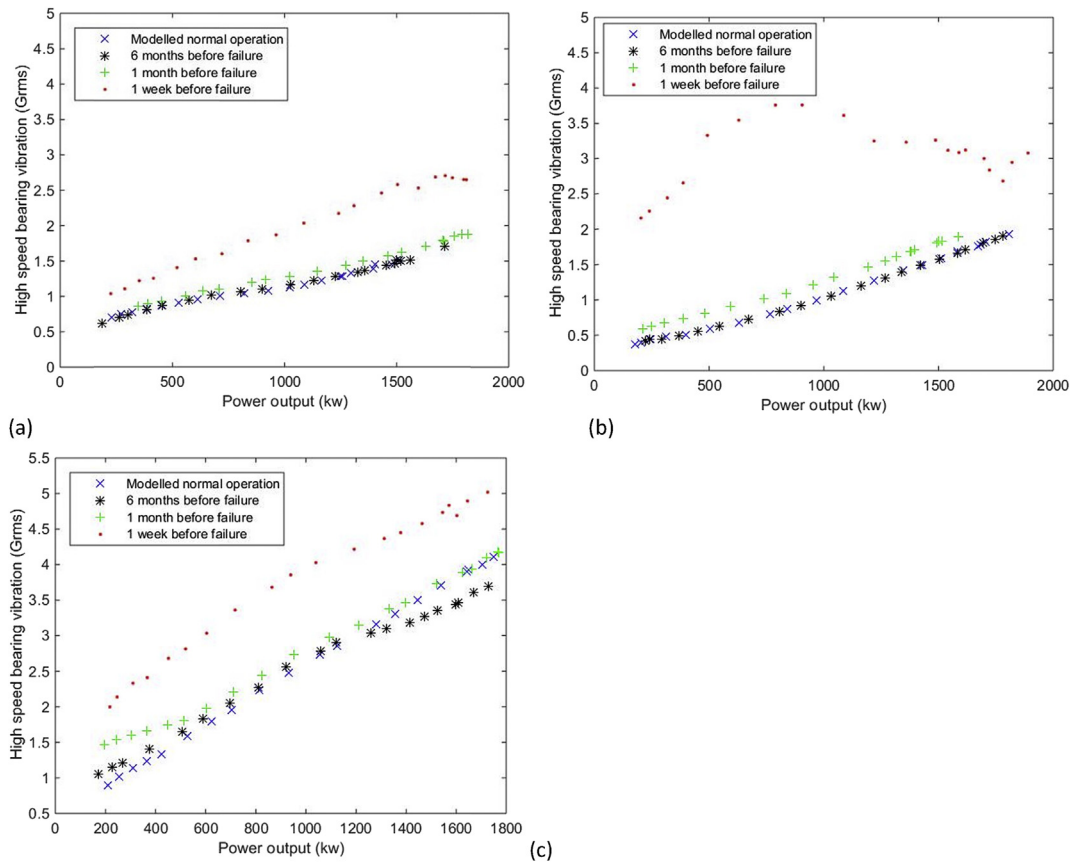 5
4.5
4
3.5
3
2.5
2
1.5
1
0.5
0
0 500 1000 1500 2000
High speed bearing vibration (Grms)
Power output (kw)
Modelled normal operation
6 months before failure
1 month before failure
1 week before failure
(a)
5
4.5
4
3.5
3
2.5
2
1.5
1
0.5
0
0 500 1000 1500 2000
High speed bearing vibration (Grms)
Power output (kw)
Modelled normal operation
6 months before failure
1 month before failure
1 week before failure
(b)
5.5
5
4.5
4
3.5
3
2.5
2
1.5
1
0.5
0 200 400 600 800 1000 1200 1400 1600 1800
High speed bearing vibration (Grms)
Power output (kw)
Modelled normal operation
6 months before failure
1 month before failure
1 week before failure
(c)